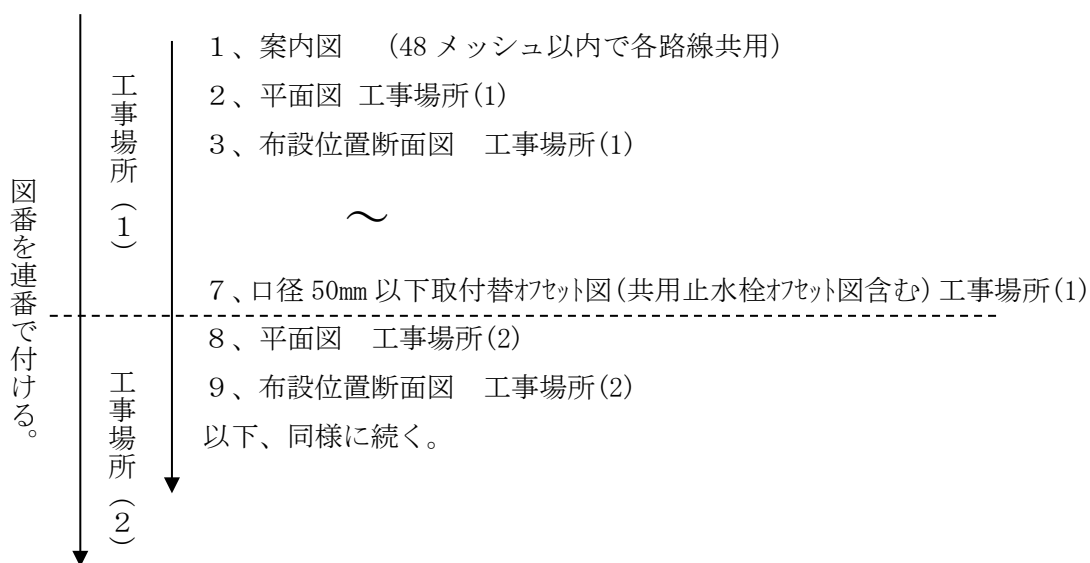 図番を連番で付ける。
工事場所（１）
１、案内図　（48 メッシュ以内で各路線共用）
２、平面図 工事場所(1)
３、布設位置断面図　工事場所(1)
～
７、口径 50mm 以下取付替ｵﾌｾｯﾄ図(共用止水栓ｵﾌｾｯﾄ図含む) 工事場所(1)
工事場所（２）
８、平面図　工事場所(2)
９、布設位置断面図　工事場所(2)
以下、同様に続く。